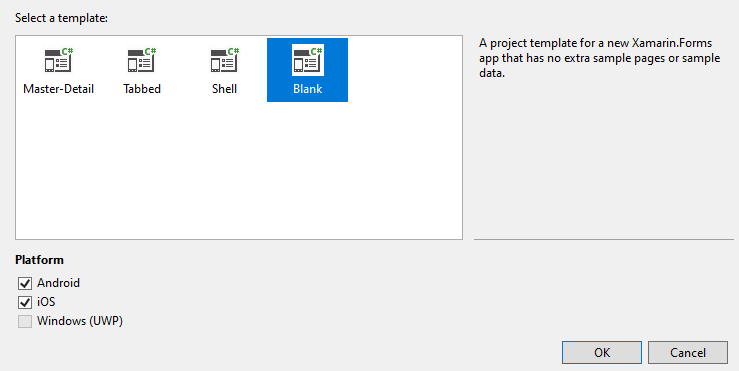 Select a template:
C# C# C# C#
Master-Detail Tabbed Shell Blank
A project template for a new Xamarin.Forms
app that has no extra sample pages or sample
data.
Platform
Android
iOS
Windows (UWP)
OK Cancel